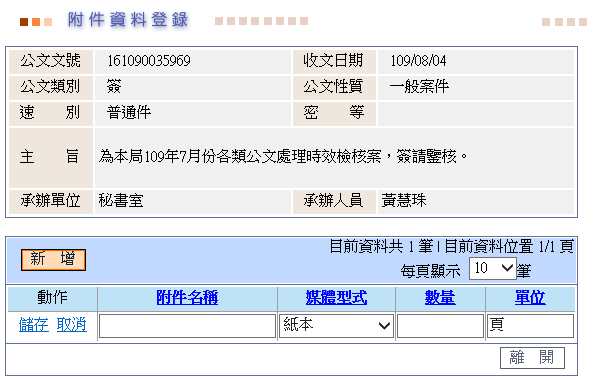 附件資料登錄
公文文號 161090035969 收文日期 109/08/04
公文類別 簽 公文性質 一般案件
速 別 普通件 密 等
主 旨 為本局109年7月份各類公文處理時效檢核案，簽請鑒核。
承辦單位 秘書室 承辦人員 黃慧珠
新 增 目前資料共 1 筆 | 目前資料位置 1/1 頁
每頁顯示 10 筆
動作 附件名稱 媒體型式 數量 單位
儲存 取消 紙本 頁
離 開